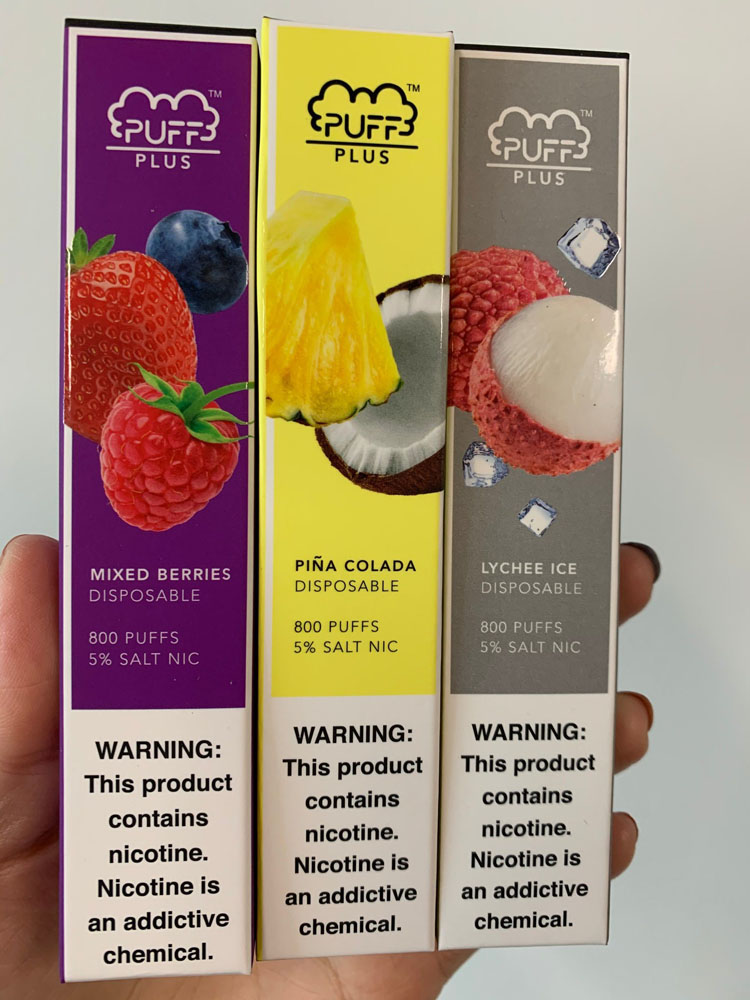 PUFF
TM
PLUS
MIXED BERRIES
DISPOSABLE
800 PUFFS
5% SALT NIC
WARNING:
This product
contains
nicotine.
Nicotine is
an addictive
chemical.
PUFF
TM
PLUS
PIÑA COLADA
DISPOSABLE
800 PUFFS
5% SALT NIC
WARNING:
This product
contains
nicotine.
Nicotine is
an addictive
chemical.
PUFF
TM
PLUS
LYCHEE ICE
DISPOSABLE
800 PUFFS
5% SALT NIC
WARNING:
This product
contains
nicotine.
Nicotine is
an addictive
chemical.